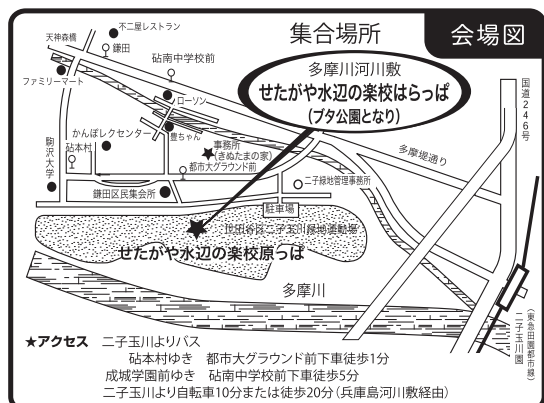 会場図
集合場所
多摩川河川敷
せたがや水辺の楽校はらっぱ
(ブタ公園となり)
不二屋レストラン
天神森橋
鎌田
砧南中学校前
ファミリーマート
ローソン
豊ちゃん
かんぽレクセンター
砧本村
事務所
(きぬたまの家)
都市大グラウンド前
駒沢大学
鎌田区民集会所
二子緑地管理事務所
駐車場
多摩堤通り
国道246号
世田谷区二子玉川緑地運動場
せたがや水辺の楽校原っぱ
多摩川
二子玉川園
(東急田園都市線)
★アクセス 二子玉川よりバス
砧本村ゆき 都市大グラウンド前下車徒歩1分
成城学園前ゆき 砧南中学校前下車徒歩5分
二子玉川より自転車10分または徒歩20分(兵庫島河川敷経由)